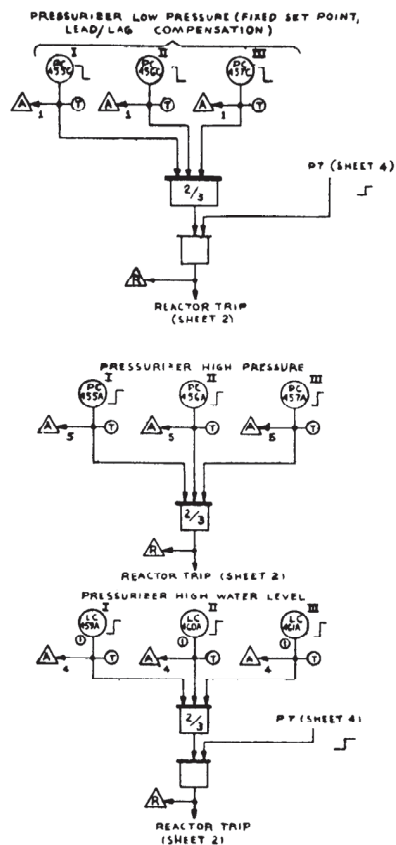 PRESSURIZER LOW PRESSURE (FIXED SET POINT,
LEAD/LAG COMPENSATION)
I II III
PC 455C PC 456C PC 457C
A T A T A T
1 1 1
2/3
P7 (SHEET 4)
R
REACTOR TRIP
(SHEET 2)
PRESSURIZER HIGH PRESSURE
I II III
PC 455A PC 456A PC 457A
A T A T A T
5 5 5
2/3
R
REACTOR TRIP (SHEET 2)
PRESSURIZER HIGH WATER LEVEL
I II III
LC 459A LC 460A LC 461A
1 1 1
A T A T A T
4 4 4
2/3
P7 (SHEET 4)
R
REACTOR TRIP
(SHEET 2)